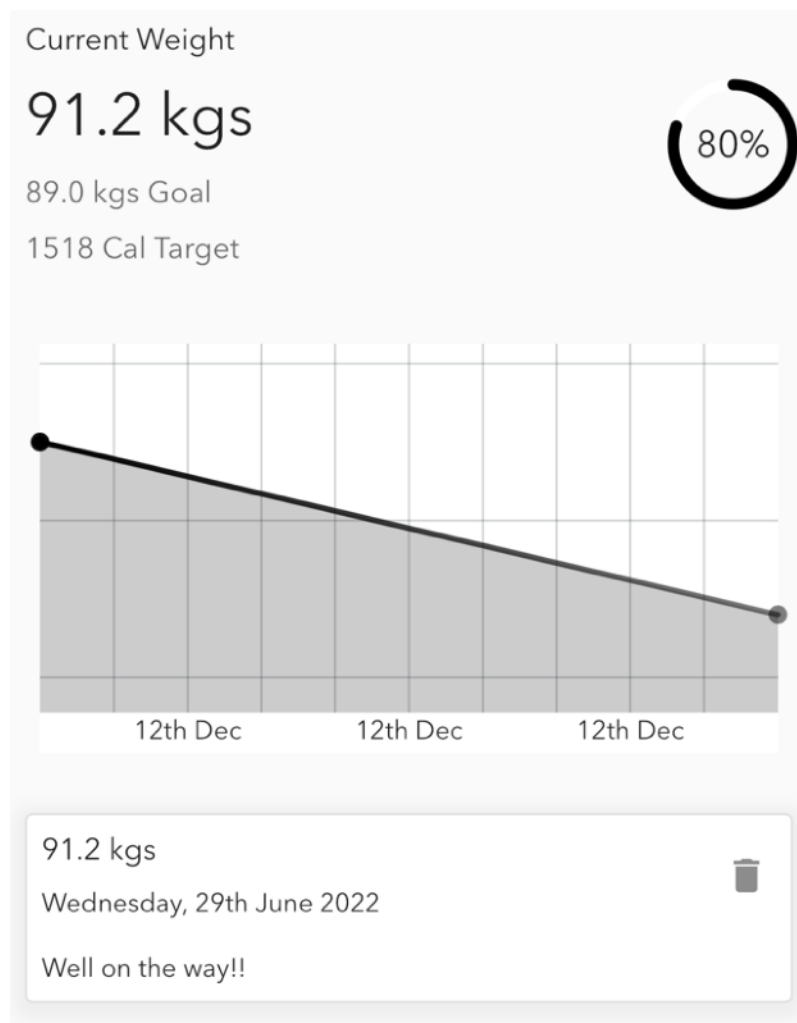 Current Weight
91.2 kgs
80%
89.0 kgs Goal
1518 Cal Target
12th Dec 12th Dec 12th Dec
91.2 kgs
Wednesday, 29th June 2022
Well on the way!!